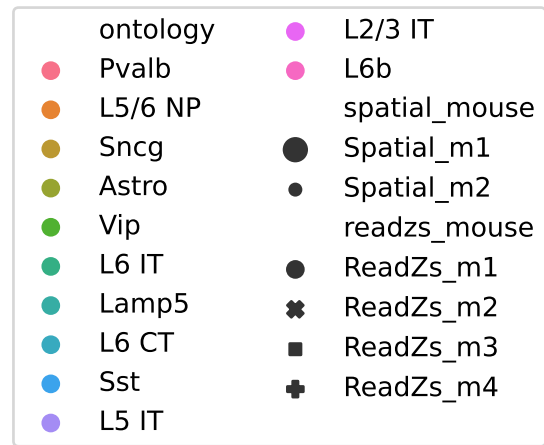 ontology
Pvalb
L5/6 NP
Sncg
Astro
Vip
L6 IT
Lamp5
L6 CT
Sst
L5 IT
L2/3 IT
L6b
spatial_mouse
Spatial_m1
Spatial_m2
readzs_mouse
ReadZs_m1
ReadZs_m2
ReadZs_m3
ReadZs_m4